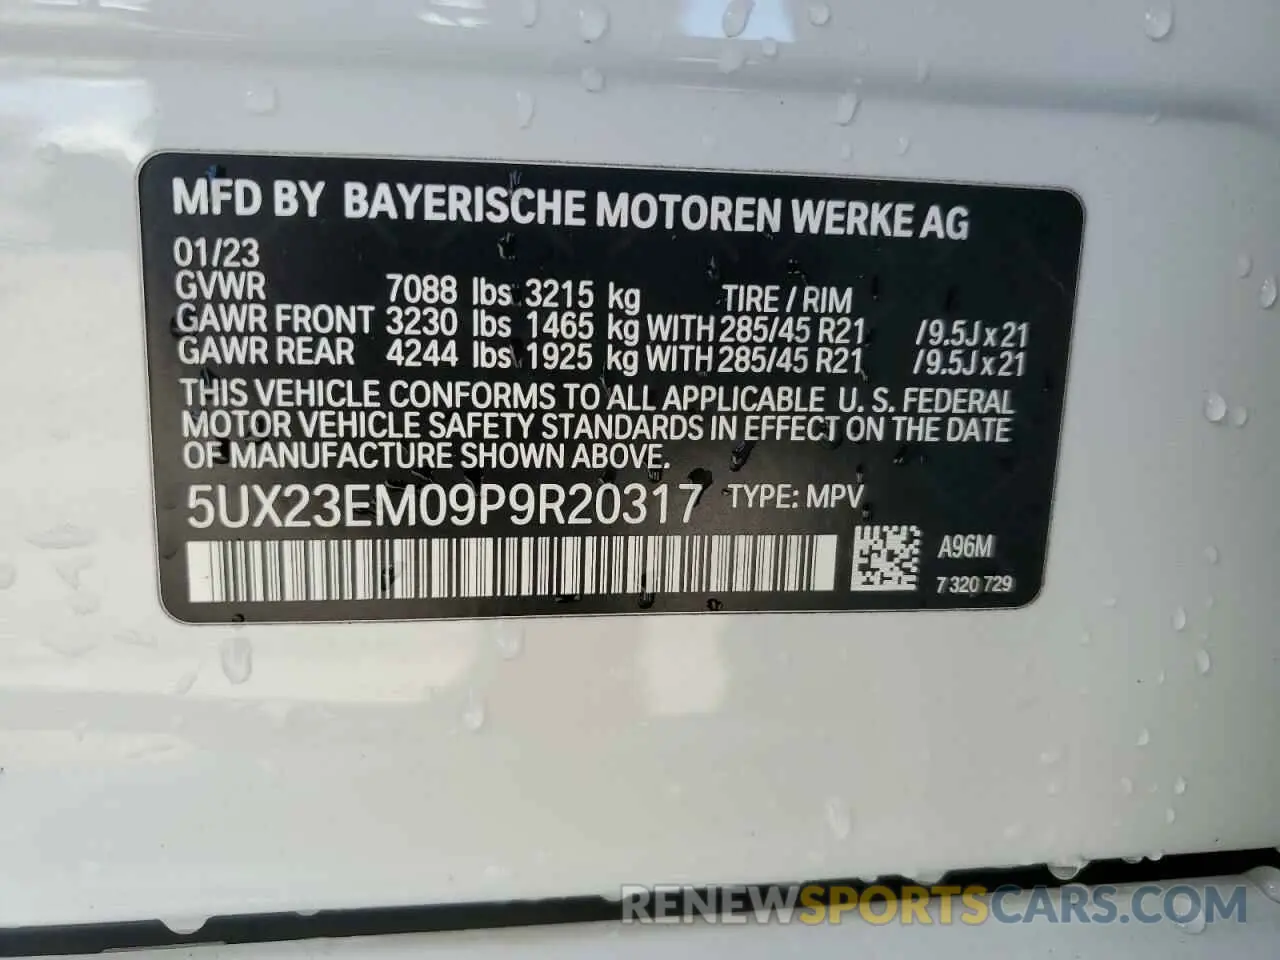 MFD BY BAYERISCHE MOTOREN WERKE AG
01/23
GVWR 7088 lbs 3215 kg TIRE / RIM
GAWR FRONT 3230 lbs 1465 kg WITH 285/45 R21 /9.5J x 21
GAWR REAR 4244 lbs 1925 kg WITH 285/45 R21 /9.5J x 21
THIS VEHICLE CONFORMS TO ALL APPLICABLE U. S. FEDERAL
MOTOR VEHICLE SAFETY STANDARDS IN EFFECT ON THE DATE
OF MANUFACTURE SHOWN ABOVE.
5UX23EM09P9R20317 TYPE: MPV
A96M
7 320 729
RENEWSPORTSCARS.COM